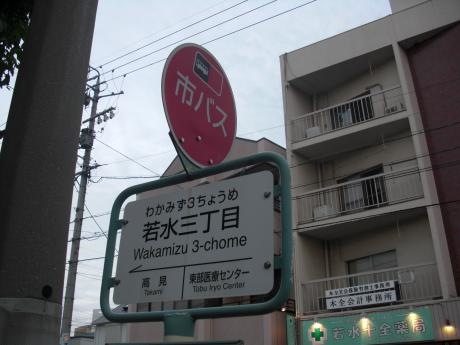 市バス
わかみず3ちょうめ
若水三丁目
Wakamizu 3-chome
高見
Takami
東部医療センター
Tobu Iryo Center
木全会計事務所
若水十全薬局